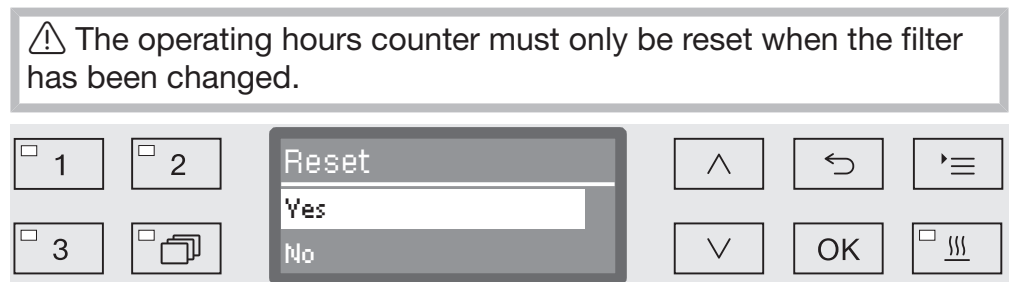 ⚠ The operating hours counter must only be reset when the filter
has been changed.
1 2 Reset
Yes
3 No OK